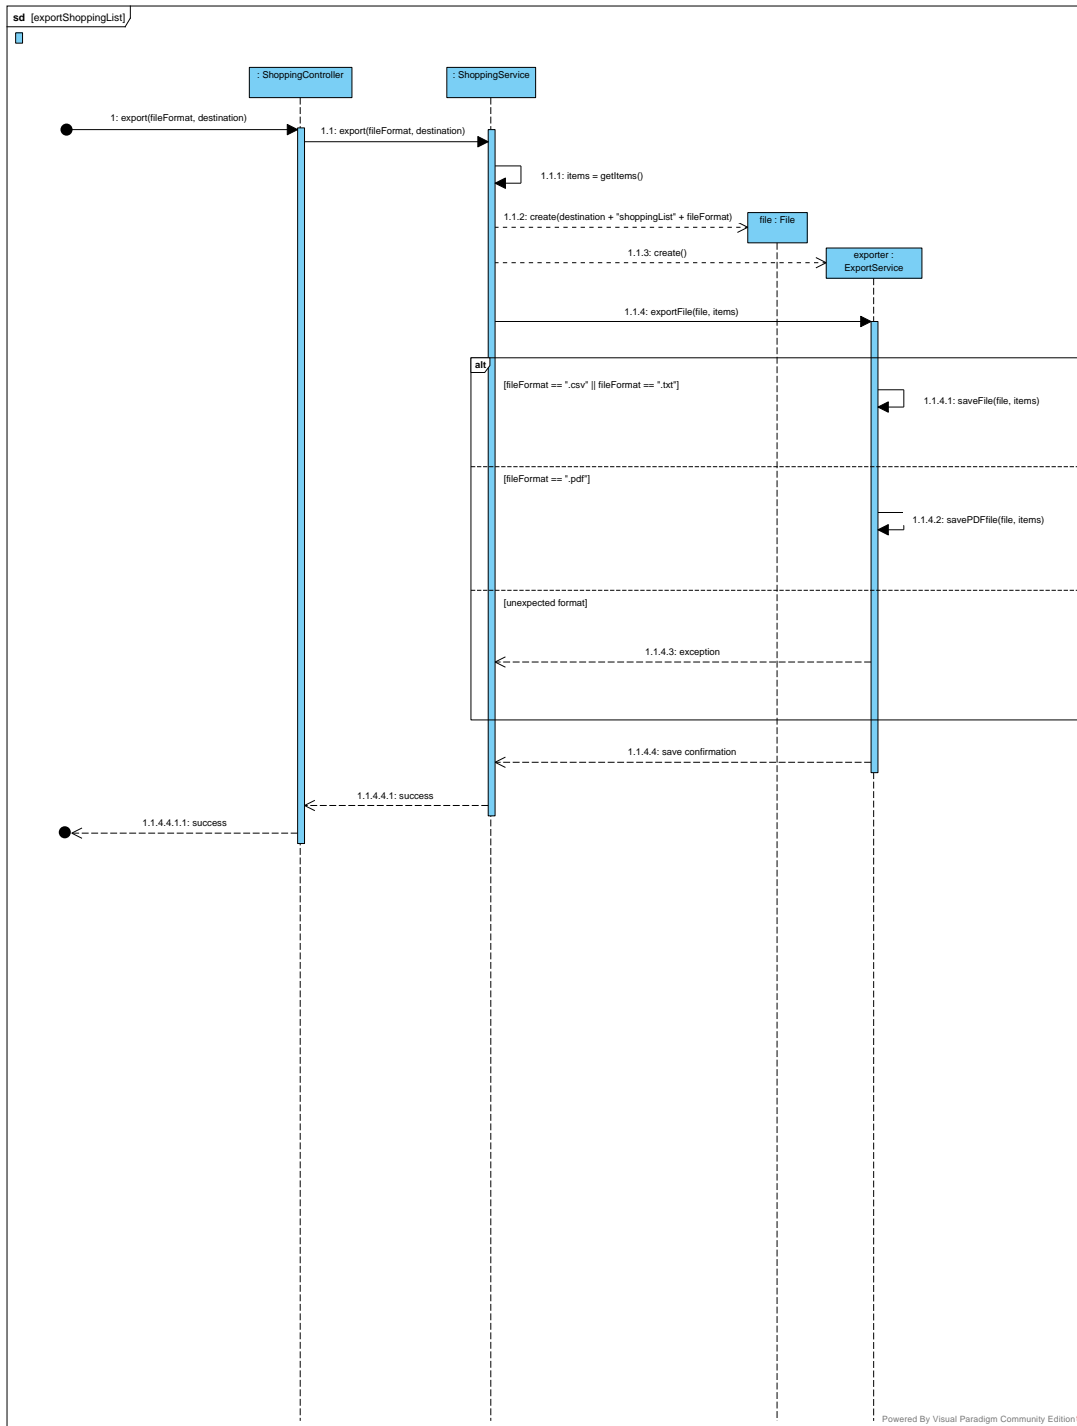 sd [exportShoppingList]
: ShoppingController
: ShoppingService
1: export(fileFormat, destination)
1.1: export(fileFormat, destination)
1.1.1: items = getItems()
1.1.2: create(destination + "shoppingList" + fileFormat)
file : File
1.1.3: create()
exporter :
ExportService
1.1.4: exportFile(file, items)
alt
[fileFormat == ".csv" || fileFormat == ".txt"]
1.1.4.1: saveFile(file, items)
[fileFormat == ".pdf"]
1.1.4.2: savePDFfile(file, items)
[unexpected format]
1.1.4.3: exception
1.1.4.4: save confirmation
1.1.4.4.1: success
1.1.4.4.1.1: success
Powered By Visual Paradigm Community Edition